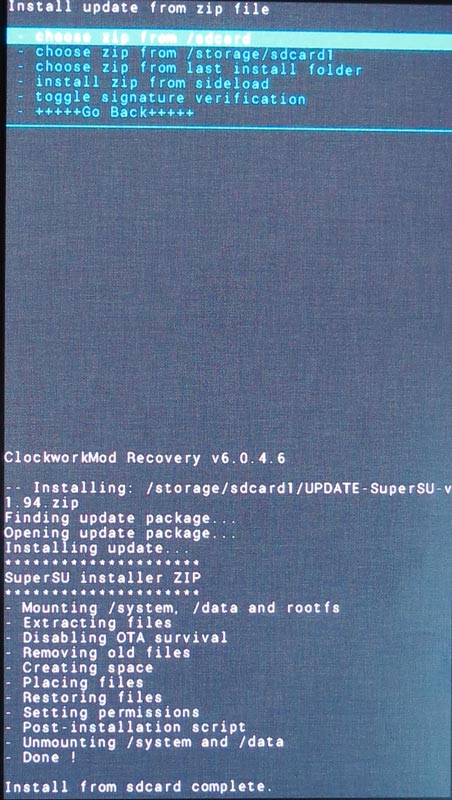 Install update from zip file
- choose zip from /sdcard
- choose zip from /storage/sdcard1
- choose zip from last install folder
- install zip from sideload
- toggle signature verification
- +++++Go Back+++++
ClockworkMod Recovery v6.0.4.6
-- Installing: /storage/sdcard1/UPDATE-SuperSU-v
1.94.zip
Finding update package...
Opening update package...
Installing update...
*********************
SuperSU installer ZIP
*********************
- Mounting /system, /data and rootfs
- Extracting files
- Disabling OTA survival
- Removing old files
- Creating space
- Placing files
- Restoring files
- Setting permissions
- Post-installation script
- Unmounting /system and /data
- Done !
Install from sdcard complete.